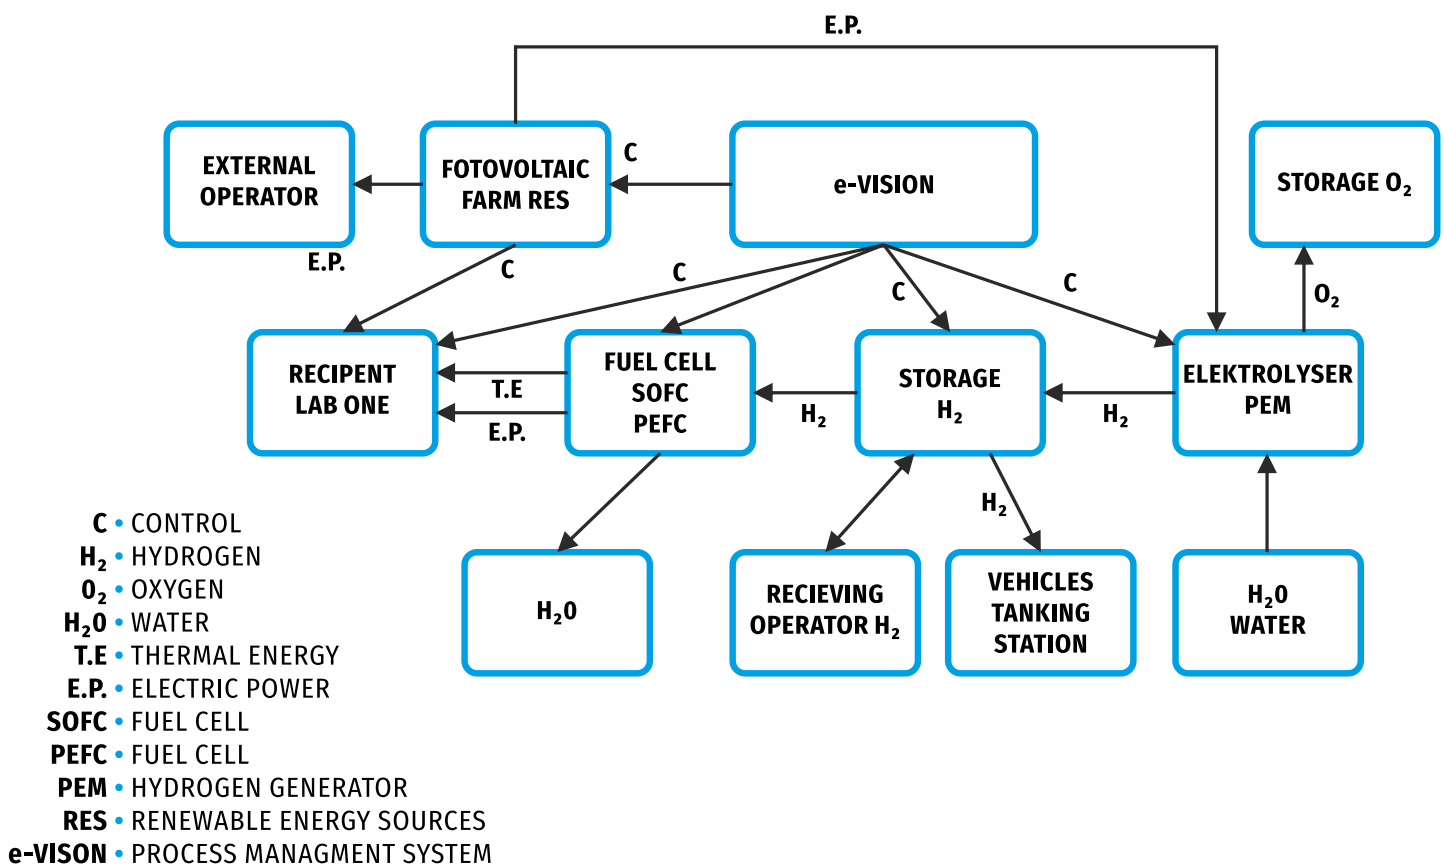 E.P.
EXTERNAL
OPERATOR
FOTOVOLTAIC
FARM RES
C
e-VISION
STORAGE O₂
E.P.
C
C
C
C
O₂
RECIPENT
LAB ONE
T.E
E.P.
FUEL CELL
SOFC
PEFC
H₂
STORAGE
H₂
H₂
ELEKTROLYSER
PEM
H₂
H₂0
RECIEVING
OPERATOR H₂
VEHICLES
TANKING
STATION
H₂0
WATER
C • CONTROL
H₂ • HYDROGEN
0₂ • OXYGEN
H₂0 • WATER
T.E • THERMAL ENERGY
E.P. • ELECTRIC POWER
SOFC • FUEL CELL
PEFC • FUEL CELL
PEM • HYDROGEN GENERATOR
RES • RENEWABLE ENERGY SOURCES
e-VISON • PROCESS MANAGMENT SYSTEM